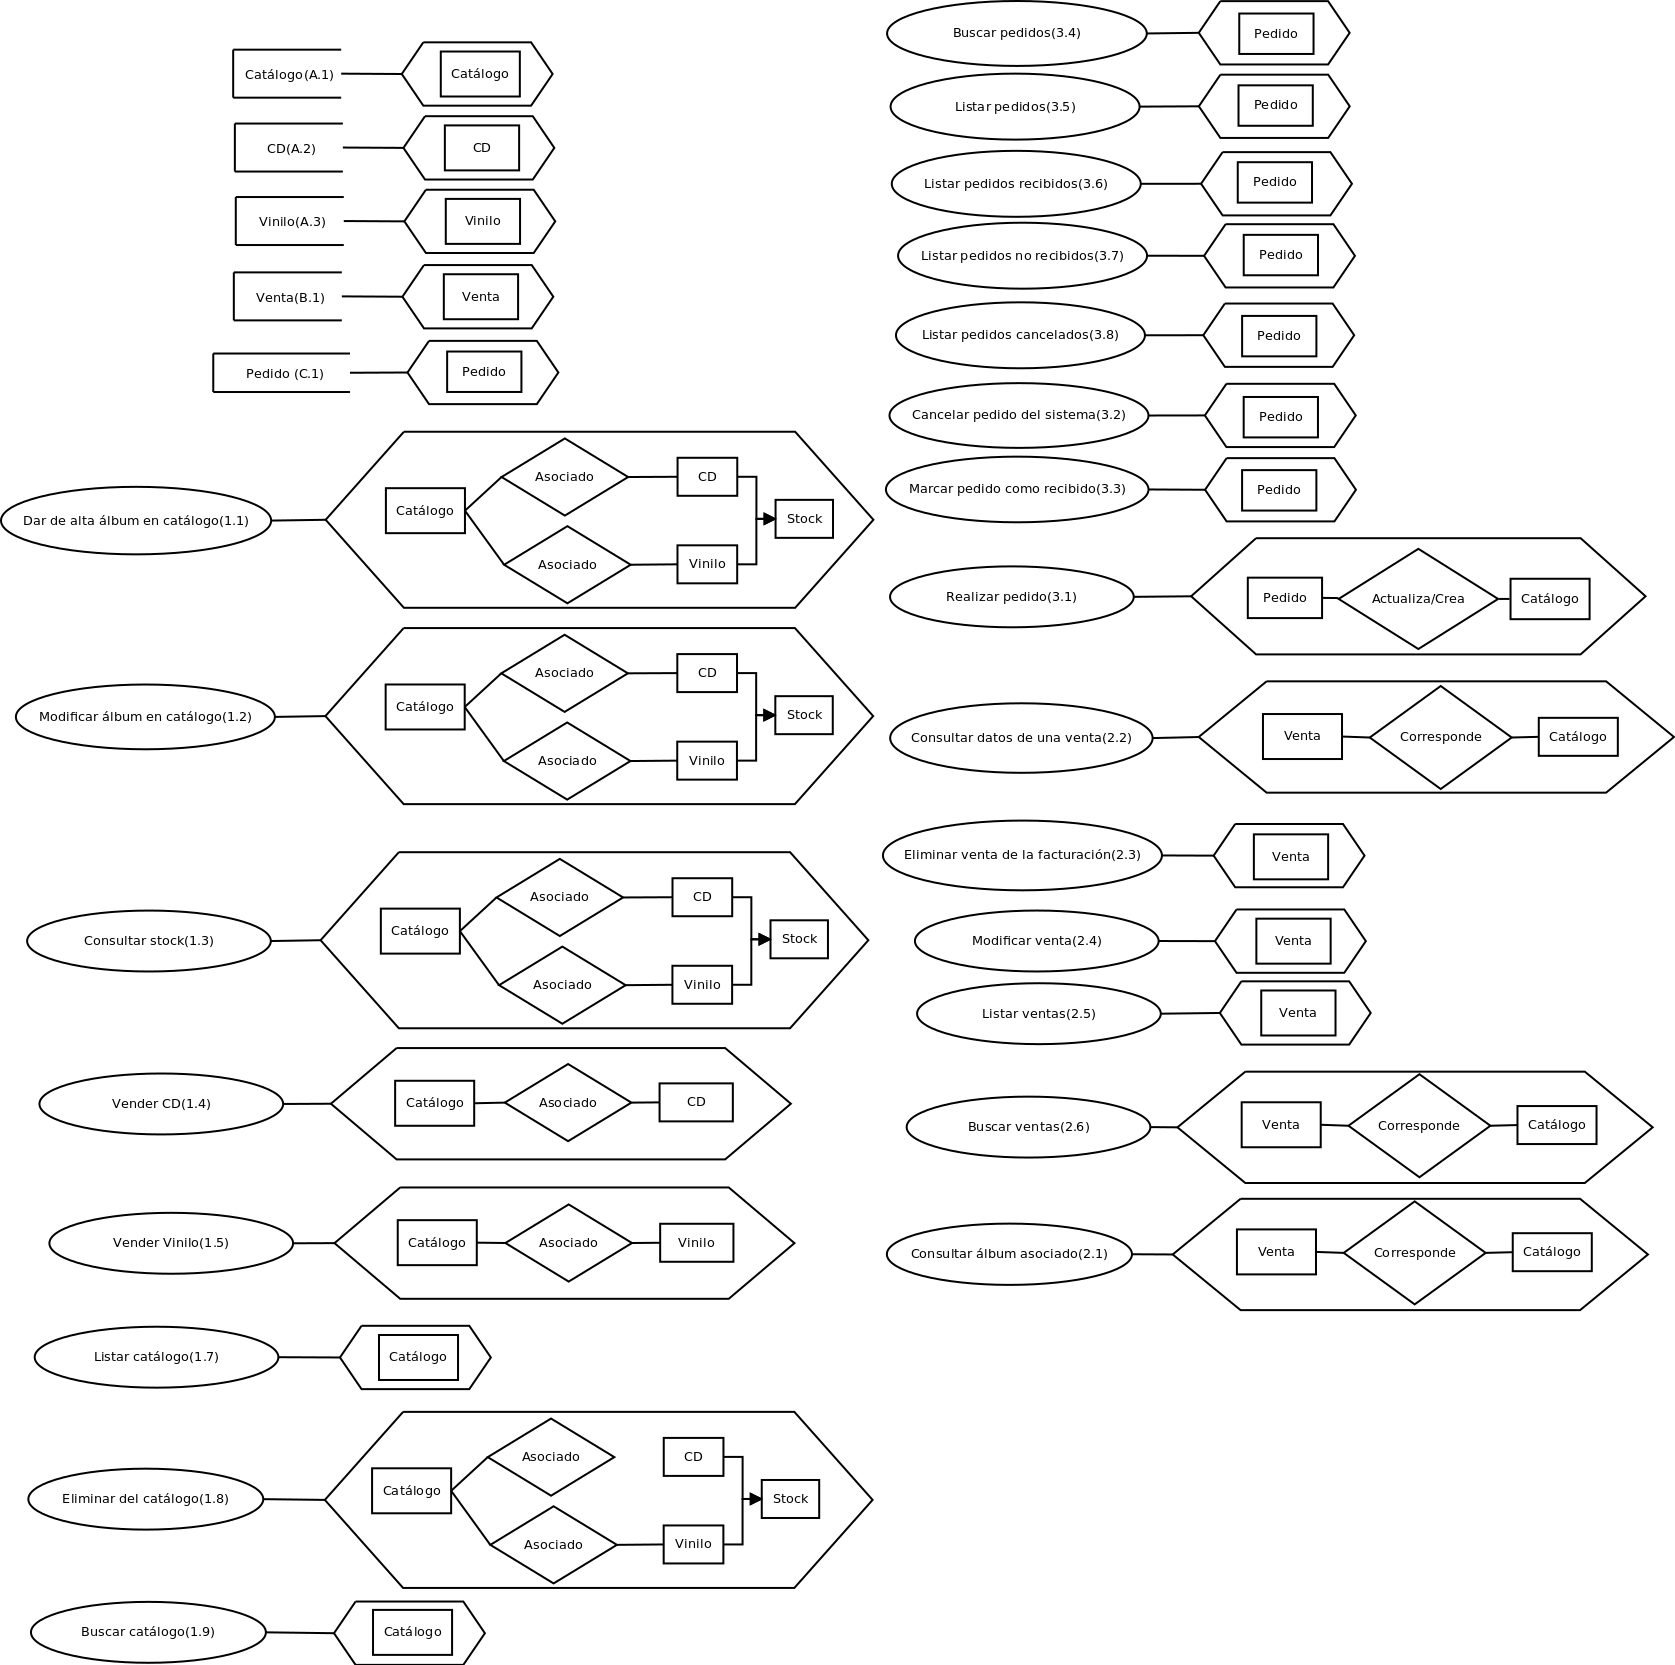 Catálogo(A.1)
Catálogo
CD(A.2)
CD
Vinilo(A.3)
Vinilo
Venta(B.1)
Venta
Pedido (C.1)
Pedido
Dar de alta álbum en catálogo(1.1)
Catálogo
Asociado
CD
Asociado
Vinilo
Stock
Modificar álbum en catálogo(1.2)
Catálogo
Asociado
CD
Asociado
Vinilo
Stock
Consultar stock(1.3)
Catálogo
Asociado
CD
Asociado
Vinilo
Stock
Vender CD(1.4)
Catálogo
Asociado
CD
Vender Vinilo(1.5)
Catálogo
Asociado
Vinilo
Listar catálogo(1.7)
Catálogo
Eliminar del catálogo(1.8)
Catálogo
Asociado
CD
Asociado
Vinilo
Stock
Buscar catálogo(1.9)
Catálogo
Buscar pedidos(3.4)
Pedido
Listar pedidos(3.5)
Pedido
Listar pedidos recibidos(3.6)
Pedido
Listar pedidos no recibidos(3.7)
Pedido
Listar pedidos cancelados(3.8)
Pedido
Cancelar pedido del sistema(3.2)
Pedido
Marcar pedido como recibido(3.3)
Pedido
Realizar pedido(3.1)
Pedido
Actualiza/Crea
Catálogo
Consultar datos de una venta(2.2)
Venta
Corresponde
Catálogo
Eliminar venta de la facturación(2.3)
Venta
Modificar venta(2.4)
Venta
Listar ventas(2.5)
Venta
Buscar ventas(2.6)
Venta
Corresponde
Catálogo
Consultar álbum asociado(2.1)
Venta
Corresponde
Catálogo